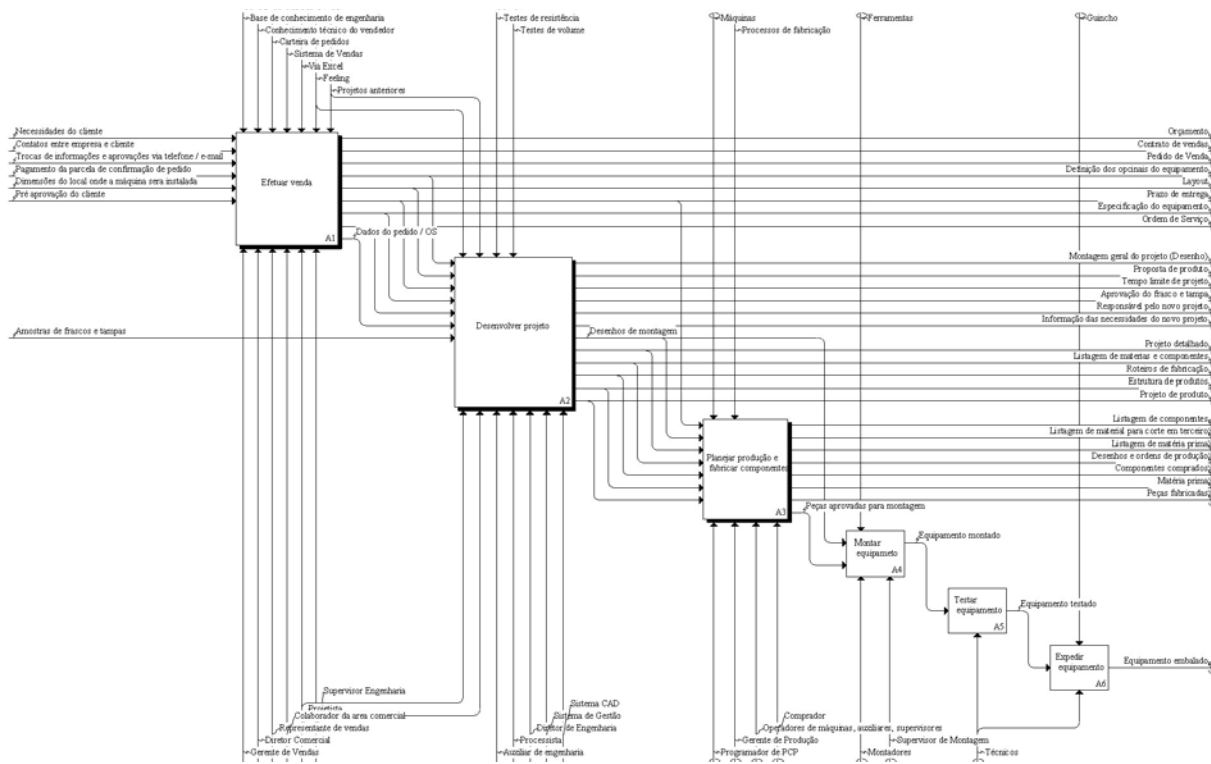 Base de conhecimento de engenharia
Conhecimento técnico do vendedor
Carteira de pedidos
Sistema de Vendas
Via Excel
Feeling
Projetos anteriores
Testes de resistência
Testes de volume
Máquinas
Processos de fabricação
Ferramentas
Guincho
Necessidades do cliente
Contatos entre empresa e cliente
Trocas de informações e aprovações via telefone / e-mail
Pagamento da parcela de confirmação de pedido
Dimensões do local onde a máquina sera instalada
Pré aprovação do cliente
Efetuar venda
A1
Orçamento
Contrato de vendas
Pedido de Venda
Definição dos opcinais do equipamento
Layout
Prazo de entrega
Especificação do equipamento
Ordem de Serviço
Dados do pedido / OS
Amostras de frascos e tampas
Desenvolver projeto
A2
Montagem geral do projeto (Desenho)
Proposta de produto
Tempo limite de projeto
Aprovação do frasco e tampa
Responsável pelo novo projeto
Informação das necessidades do novo projeto
Desenhos de montagem
Projeto detalhado
Listagem de materias e componentes
Roteiros de fabricação
Estrutura de produtos
Projeto de produto
Planejar produção e
fabricar componentes
A3
Listagem de componentes
Listagem de material para corte em terceiro
Listagem de matéria prima
Desenhos e ordens de produção
Componentes comprados
Matéria prima
Peças fabricadas
Peças aprovadas para montagem
Montar
equipameto
A4
Equipamento montado
Testar
equipamento
A5
Equipamento testado
Expedir
equipamento
A6
Equipamento embalado
Supervisor Engenharia
Projetista
Colaborador da area comercial
Representante de vendas
Diretor Comercial
Gerente de Vendas
Sistema CAD
Sistema de Gestão
Diretor de Engenharia
Processista
Auxiliar de engenharia
Comprador
Operadores de máquinas, auxiliares, supervisores
Gerente de Produção
Programador de PCP
Supervisor de Montagem
Montadores
Técnicos